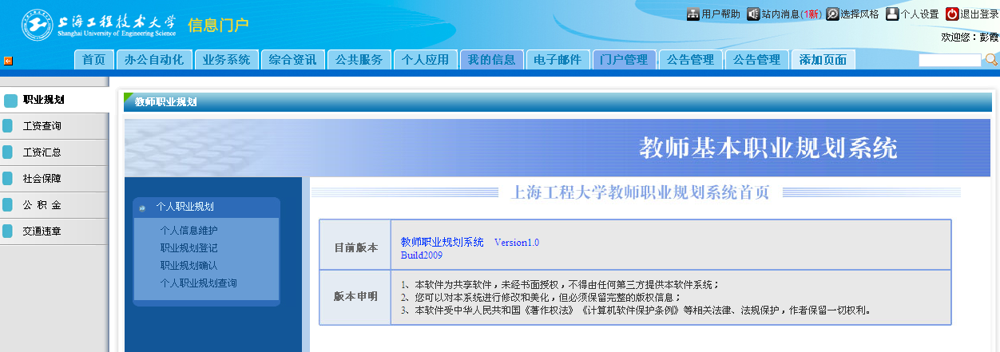 用户帮助 站内消息(1新) 选择风格 个人设置 退出登录
上海工程技术大学 信息门户
Shanghai University of Engineering Science
欢迎您：彭霞
首页 办公自动化 业务系统 综合资讯 公共服务 个人应用 我的信息 电子邮件 门户管理 公告管理 公告管理 添加页面
职业规划
工资查询
工资汇总
社会保障
公 积 金
交通违章
教师职业规划
教师基本职业规划系统
个人职业规划
个人信息维护
职业规划登记
职业规划确认
个人职业规划查询
上海工程大学教师职业规划系统首页
目前版本
教师职业规划系统 Version1.0
Build2009
版本申明
1、本软件为共享软件，未经书面授权，不得由任何第三方提供本软件系统；
2、您可以对本系统进行修改和美化，但必须保留完整的版权信息；
3、本软件受中华人民共和国《著作权法》《计算机软件保护条例》等相关法律、法规保护，作者保留一切权利。